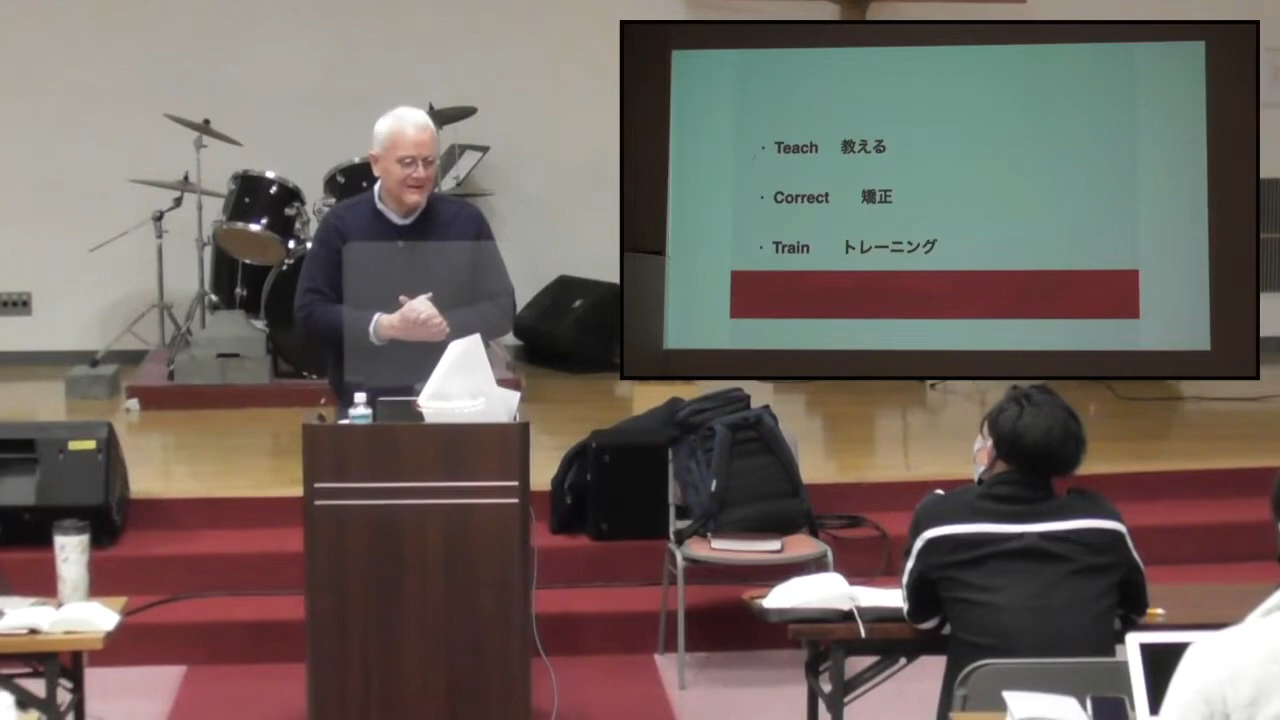 · Teach 教える
· Correct 矯正
· Train トレーニング